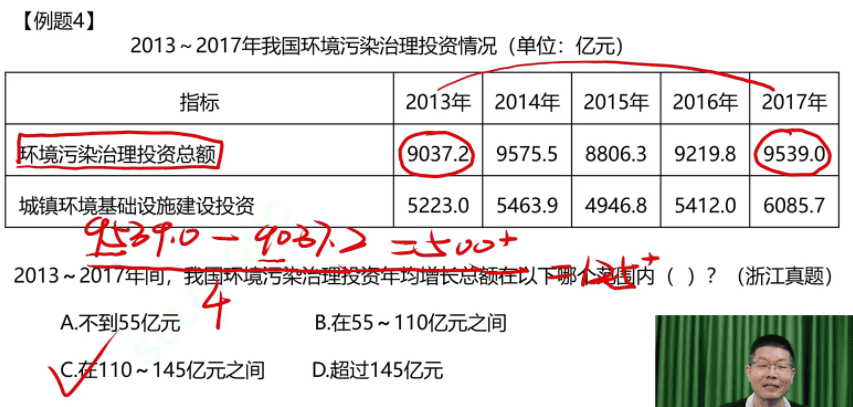 【例题4】
2013～2017年我国环境污染治理投资情况（单位：亿元）
指标 2013年 2014年 2015年 2016年 2017年
环境污染治理投资总额 9037.2 9575.5 8806.3 9219.8 9539.0
城镇环境基础设施建设投资 5223.0 5463.9 4946.8 5412.0 6085.7
9539.0 - 9037.2 = 500+
4
= 125+
2013～2017年间，我国环境污染治理投资年均增长总额在以下哪个范围内（ ）？（浙江真题）
A.不到55亿元 B.在55～110亿元之间
C.在110～145亿元之间 D.超过145亿元